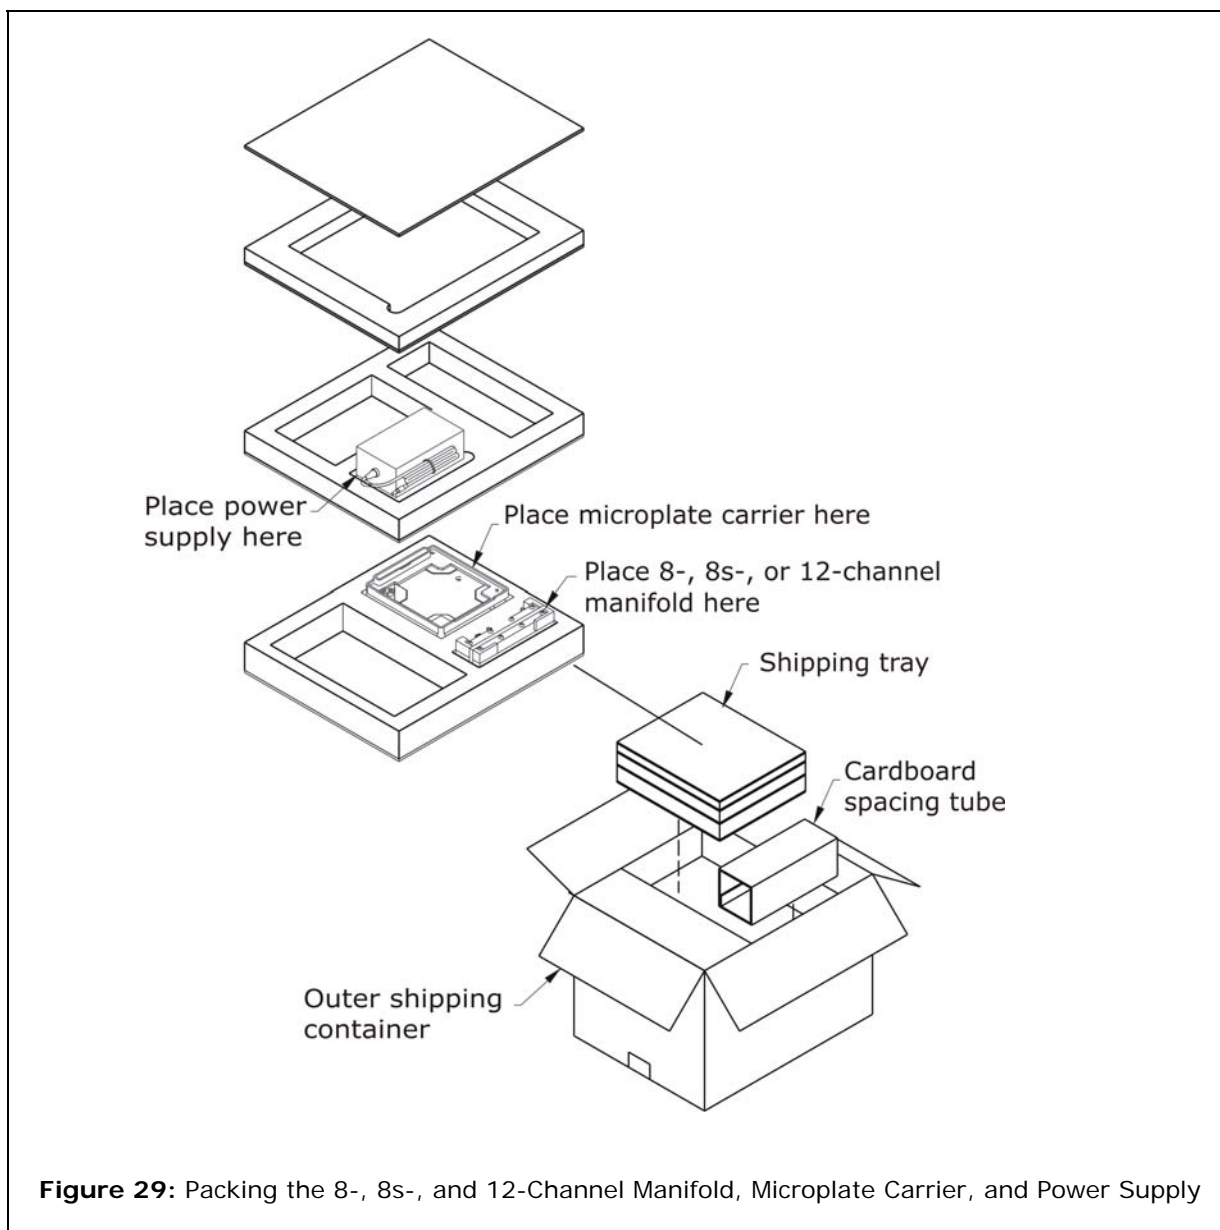 Place power
supply here
Place microplate carrier here
Place 8-, 8s-, or 12-channel
manifold here
Shipping tray
Cardboard
spacing tube
Outer shipping
container
Figure 29: Packing the 8-, 8s-, and 12-Channel Manifold, Microplate Carrier, and Power Supply